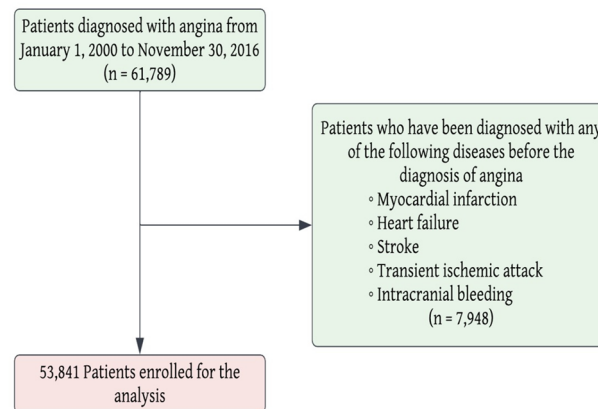 Patients diagnosed with angina from
January 1, 2000 to November 30, 2016
(n = 61,789)
Patients who have been diagnosed with any
of the following diseases before the
diagnosis of angina
◦ Myocardial infarction
◦ Heart failure
◦ Stroke
◦ Transient ischemic attack
◦ Intracranial bleeding
(n = 7,948)
53,841 Patients enrolled for the
analysis